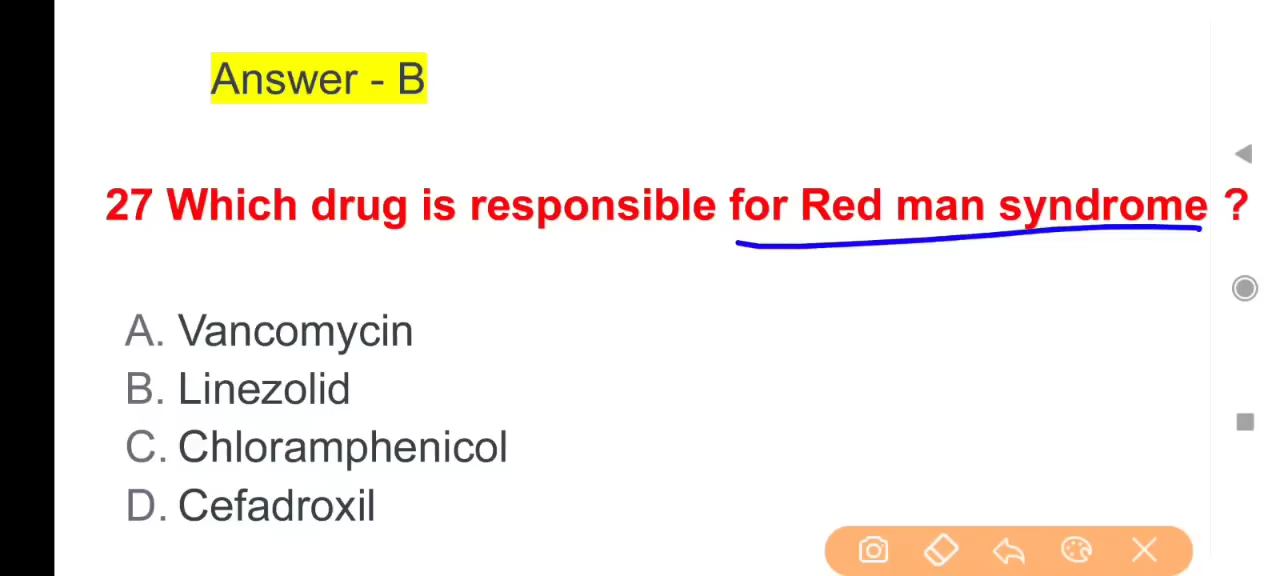 Answer - B
27 Which drug is responsible for Red man syndrome ?
A. Vancomycin
B. Linezolid
C. Chloramphenicol
D. Cefadroxil